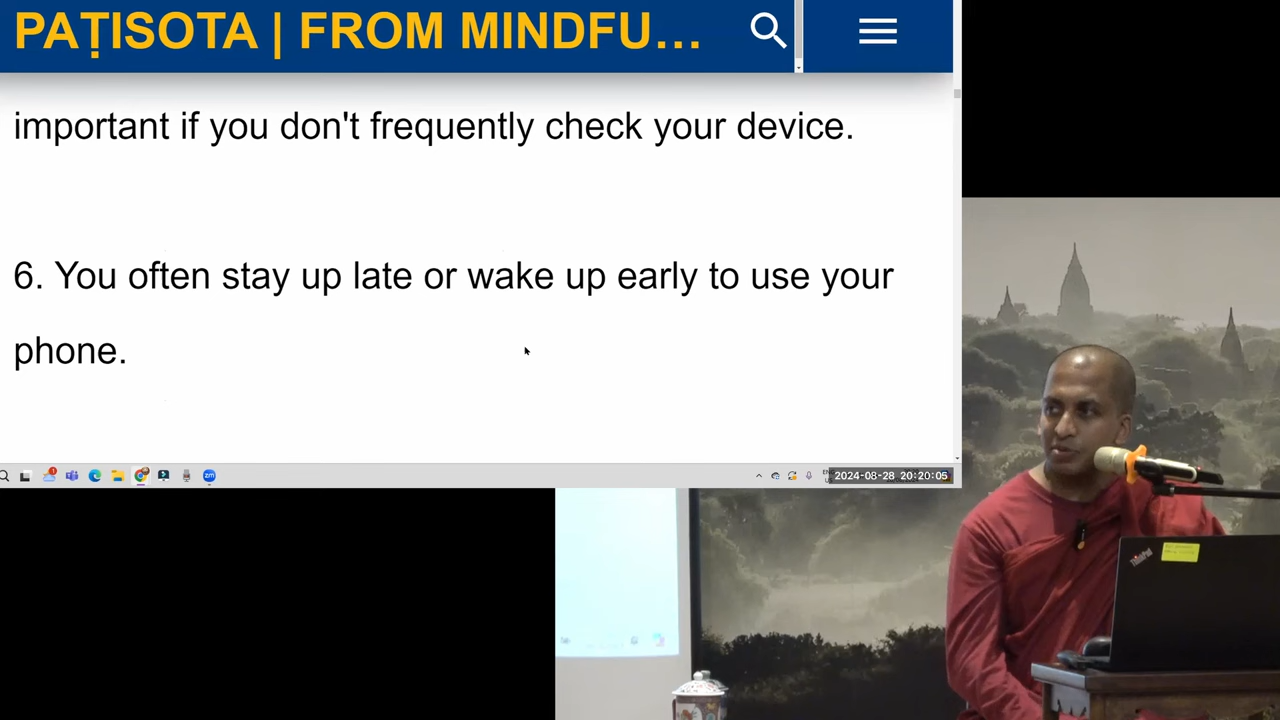 PAṬISOTA | FROM MINDFU...
important if you don't frequently check your device.
6. You often stay up late or wake up early to use your
phone.
2024-08-28 20:20:05
ThinkPad